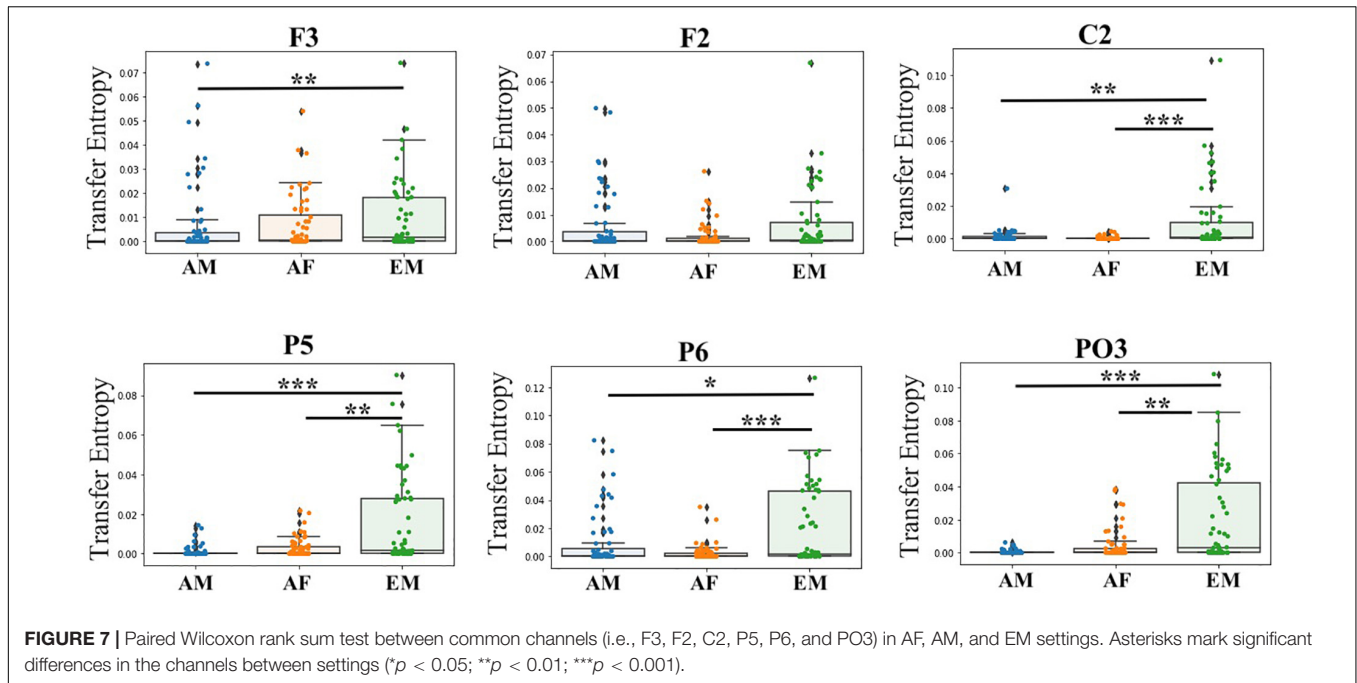 F3
F2
C2
Transfer Entropy
0.07
0.06
0.05
0.04
0.03
0.02
0.01
0.00
**
AM AF EM
Transfer Entropy
0.07
0.06
0.05
0.04
0.03
0.02
0.01
0.00
AM AF EM
Transfer Entropy
0.10
0.08
0.06
0.04
0.02
0.00
**
***
AM AF EM
P5
P6
PO3
Transfer Entropy
0.08
0.06
0.04
0.02
0.00
***
**
AM AF EM
Transfer Entropy
0.12
0.10
0.08
0.06
0.04
0.02
0.00
*
***
AM AF EM
Transfer Entropy
0.10
0.08
0.06
0.04
0.02
0.00
***
**
AM AF EM
FIGURE 7 | Paired Wilcoxon rank sum test between common channels (i.e., F3, F2, C2, P5, P6, and PO3) in AF, AM, and EM settings. Asterisks mark significant
differences in the channels between settings (*p < 0.05; **p < 0.01; ***p < 0.001).